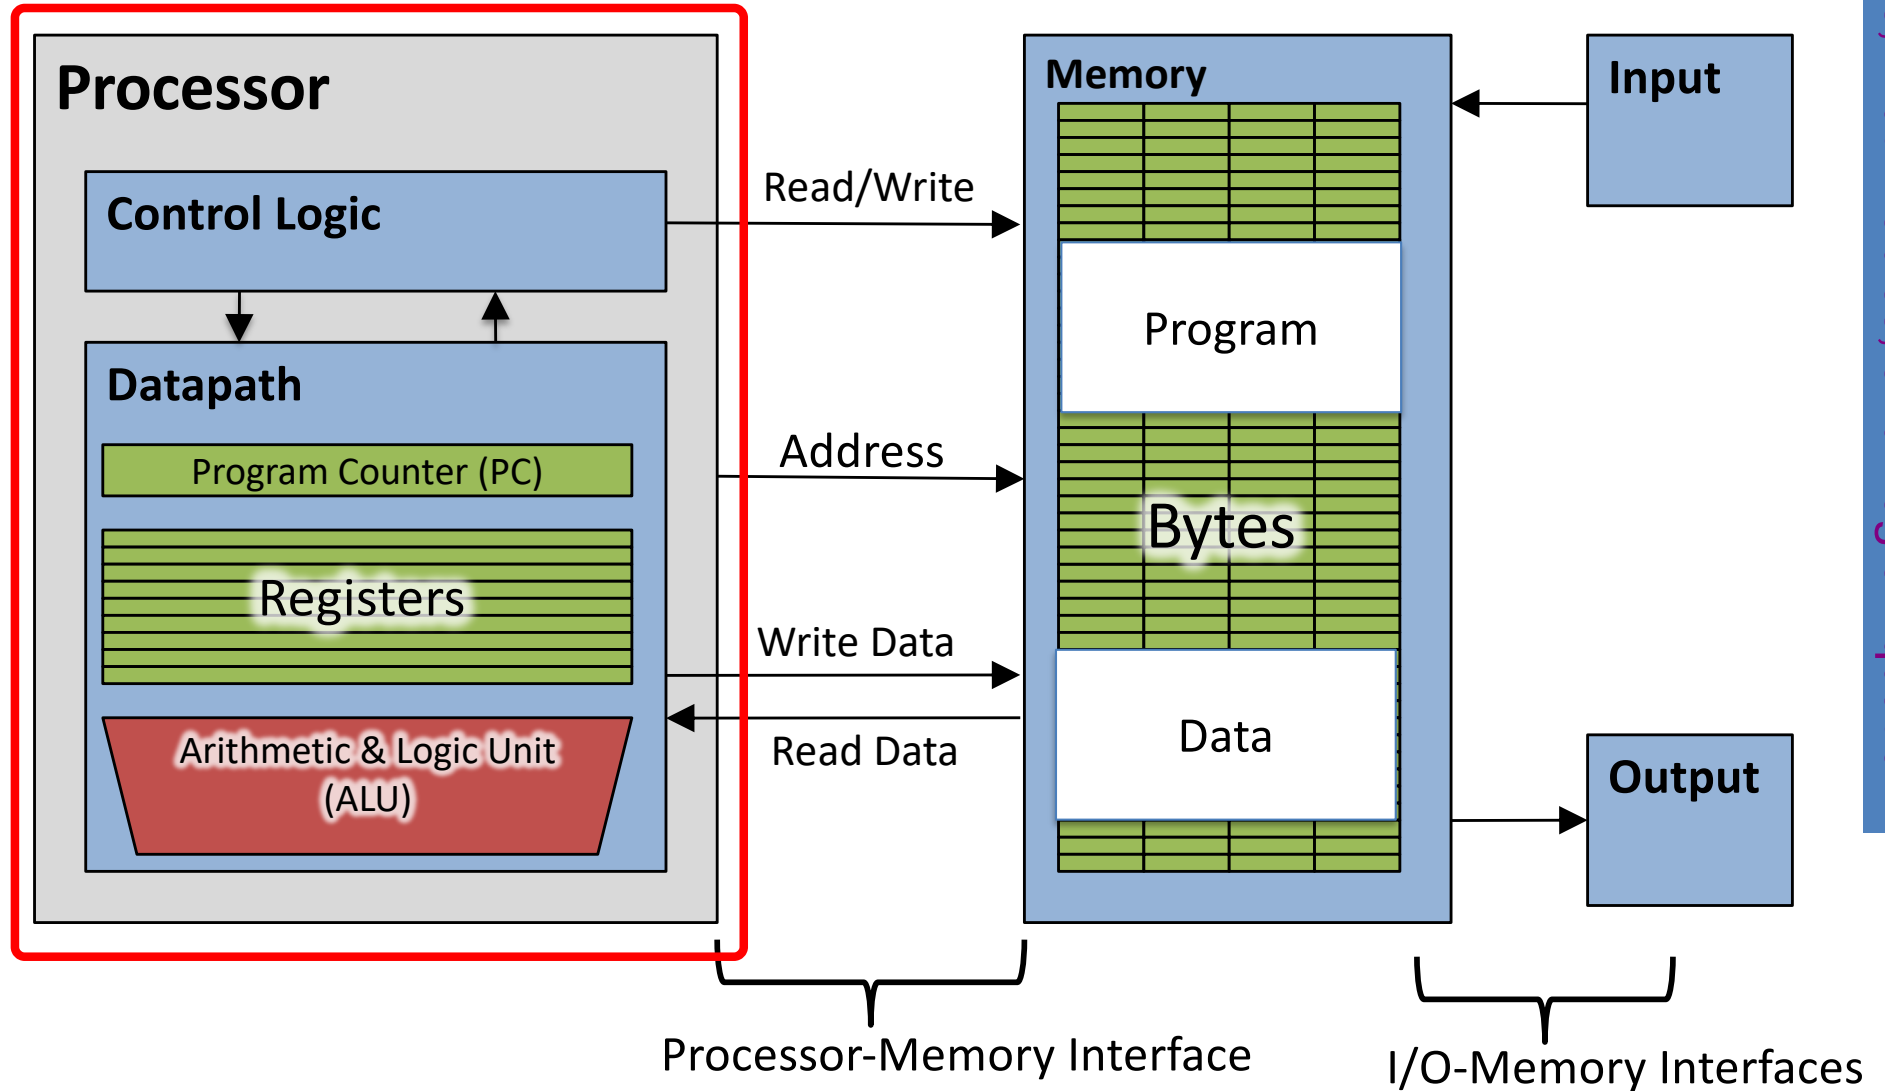 Processor
Control Logic
Datapath
Program Counter (PC)
Registers
Arithmetic & Logic Unit
(ALU)
Read/Write
Address
Write Data
Read Data
Memory
Program
Bytes
Data
Input
Output
Processor-Memory Interface
I/O-Memory Interfaces